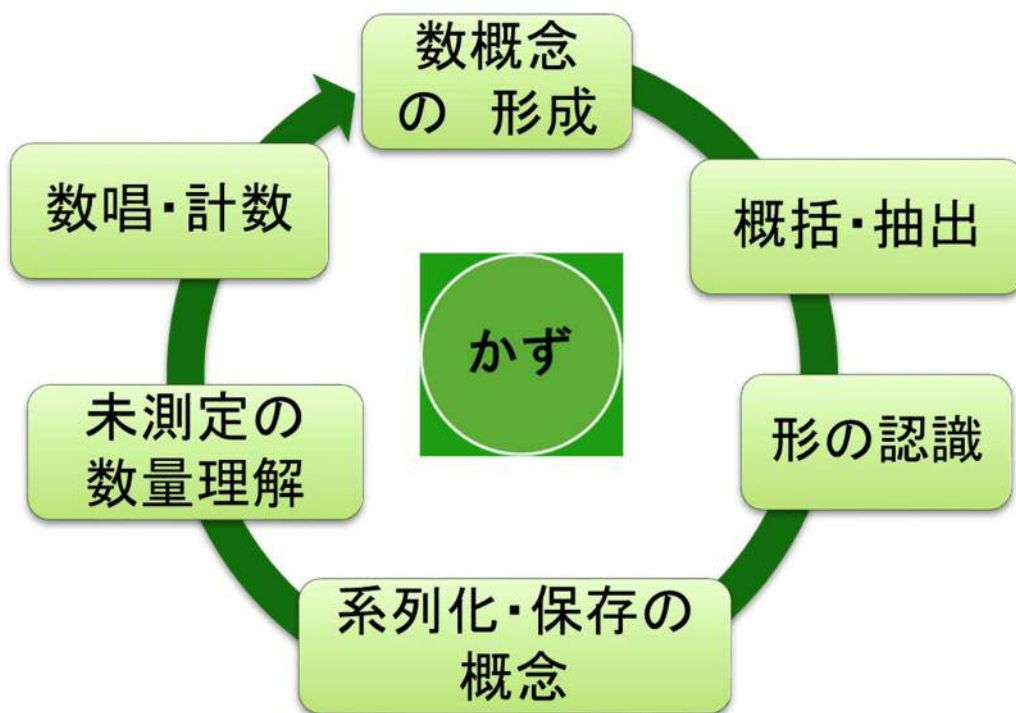 数概念
の 形成
概括・抽出
形の認識
系列化・保存の
概念
未測定の
数量理解
数唱・計数
かず